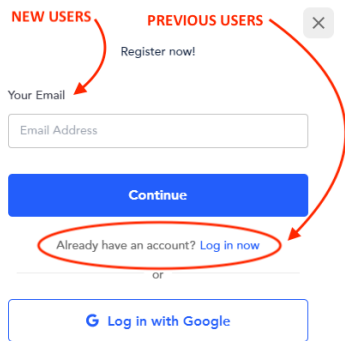 NEW USERS
PREVIOUS USERS
Register now!
Your Email
Email Address
Continue
Already have an account? Log in now
or
Log in with Google